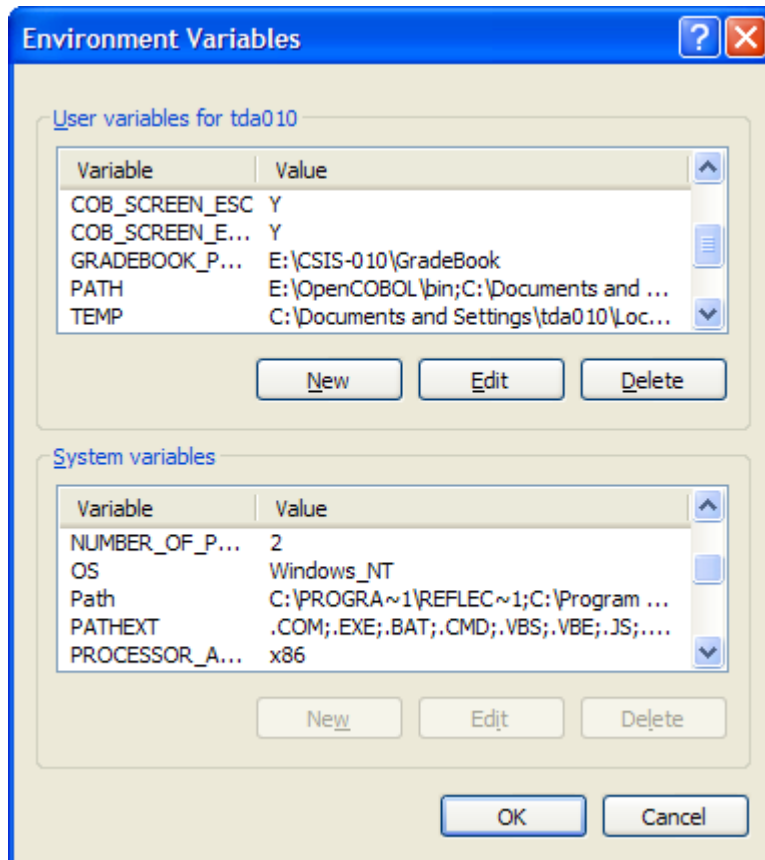 Environment Variables
User variables for tda010
Variable Value
COB_SCREEN_ESC Y
COB_SCREEN_E... Y
GRADEBOOK_P... E:\CSIS-010\GradeBook
PATH E:\OpenCOBOL\bin;C:\Documents and ...
TEMP C:\Documents and Settings\tda010\Loc...
New Edit Delete
System variables
Variable Value
NUMBER_OF_P... 2
OS Windows_NT
Path C:\PROGRA~1\REFLEC~1;C:\Program ...
PATHEXT .COM;.EXE;.BAT;.CMD;.VBS;.VBE;.JS;....
PROCESSOR_A... x86
New Edit Delete
OK Cancel